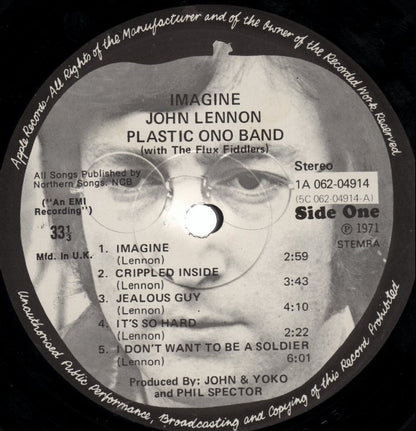 Apple Records–All Rights of the Manufacturer and of the Owner of the Recorded Work Reserved
IMAGINE
JOHN LENNON
PLASTIC ONO BAND
(with The Flux Fiddlers)
All Songs Published by
Northern Songs. NCB
("An EMI
Recording")
33⅓
Mfd. In U.K.
Stereo
1A 062-04914
(5C 062-04914-A)
Side One
℗ 1971
STEMRA
1. IMAGINE
(Lennon) 2:59
2. CRIPPLED INSIDE
(Lennon) 3:43
3. JEALOUS GUY
(Lennon) 4:10
4. IT'S SO HARD
(Lennon) 2:22
5. I DON'T WANT TO BE A SOLDIER
(Lennon) 6:01
Produced By: JOHN & YOKO
and PHIL SPECTOR
Unauthorised Public Performance, Broadcasting and Copying of this Record Prohibited